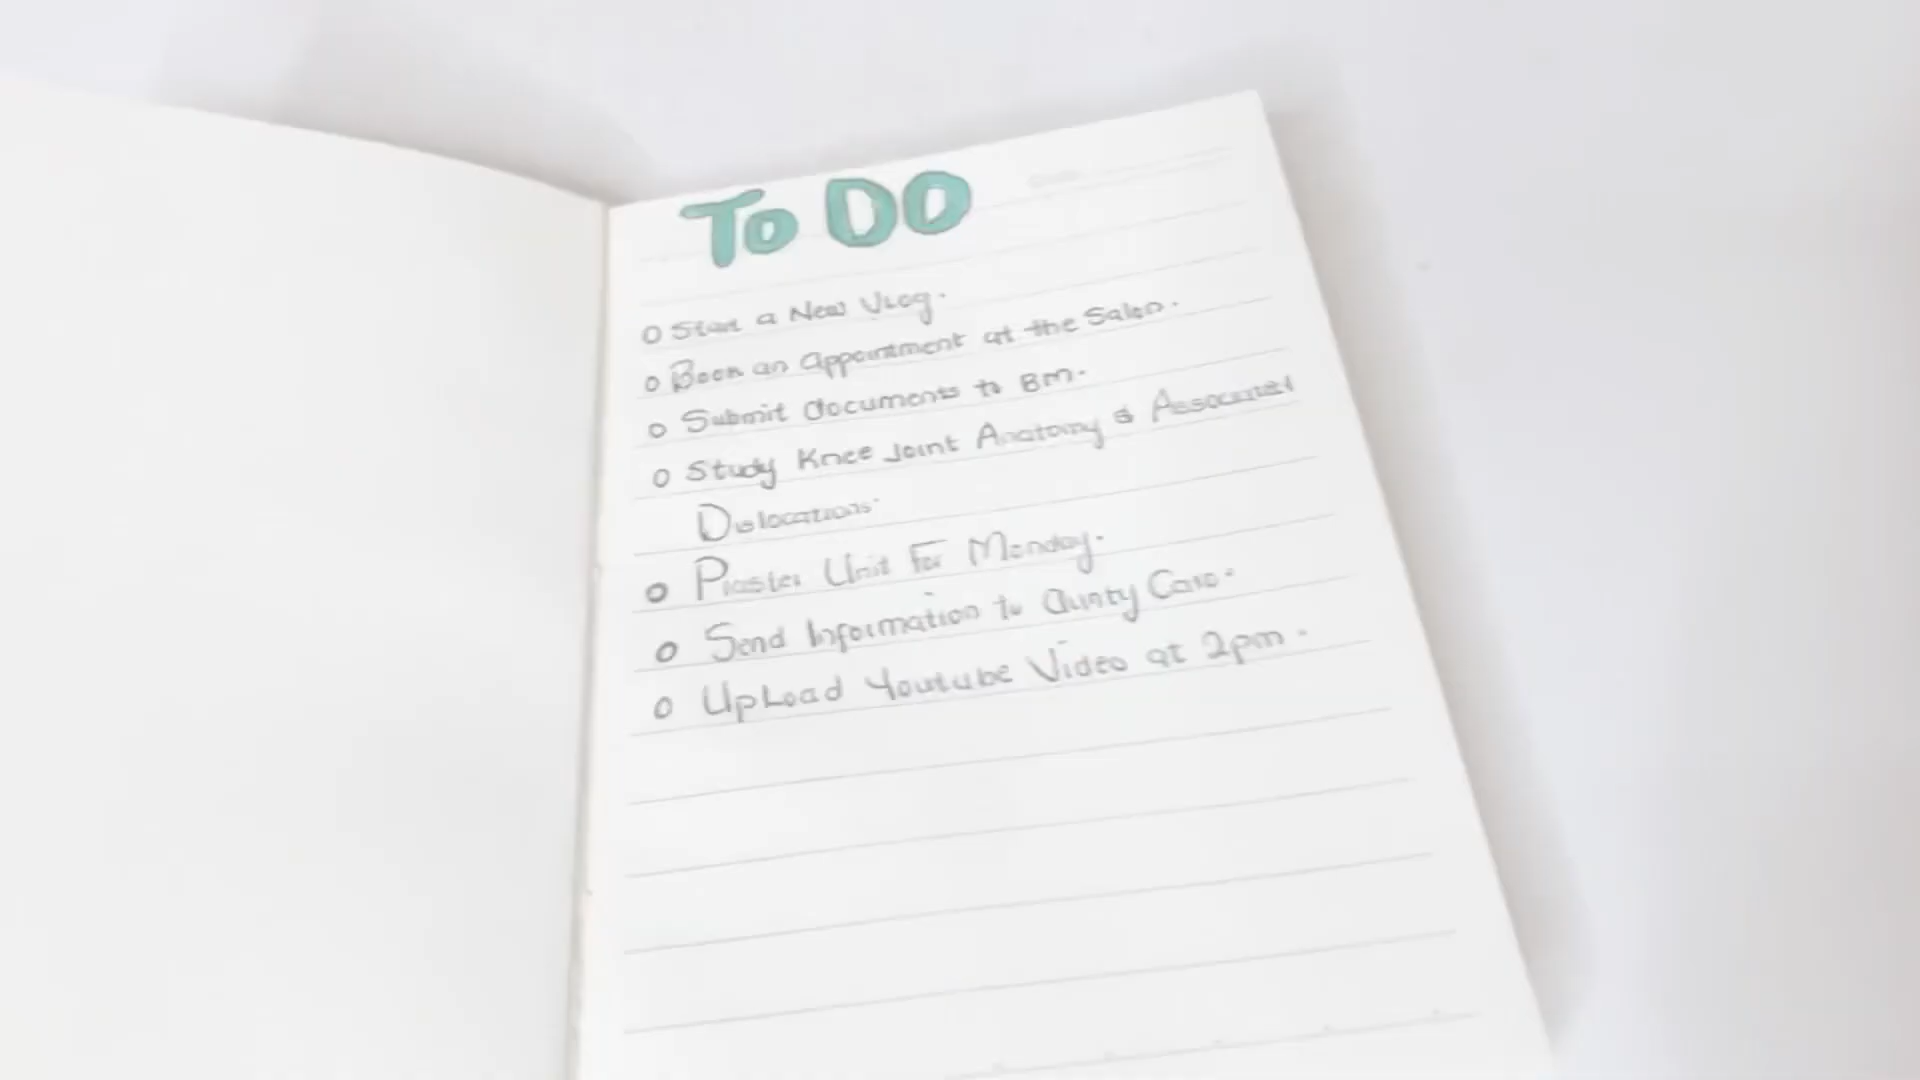 To DO
o Start a New Vlog.
o Book an Appointment at the Salon.
o Submit documents to BM.
o Study Knee Joint Anatomy & Associated
Dislocations.
o Plaster Unit For Monday.
o Send Information to Aunty Caro.
o UpLoad Youtube Video at 2pm.